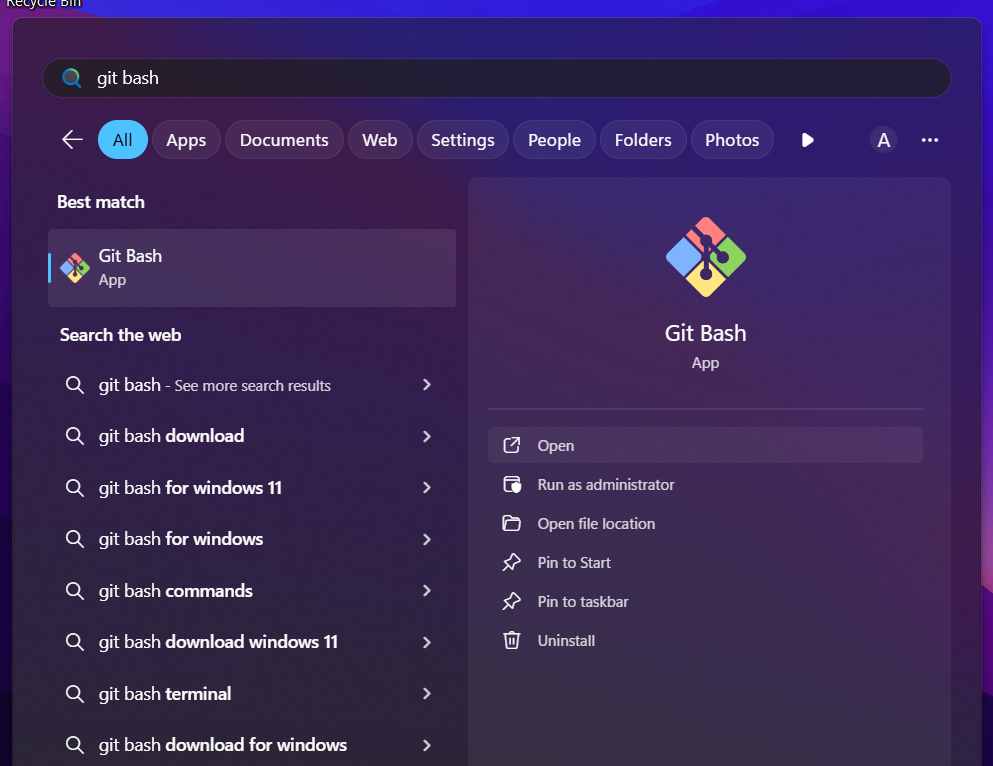 Recycle Bin
git bash
All Apps Documents Web Settings People Folders Photos A
Best match
Git Bash
App
Search the web
git bash - See more search results
git bash download
git bash for windows 11
git bash for windows
git bash commands
git bash download windows 11
git bash terminal
git bash download for windows
Git Bash
App
Open
Run as administrator
Open file location
Pin to Start
Pin to taskbar
Uninstall